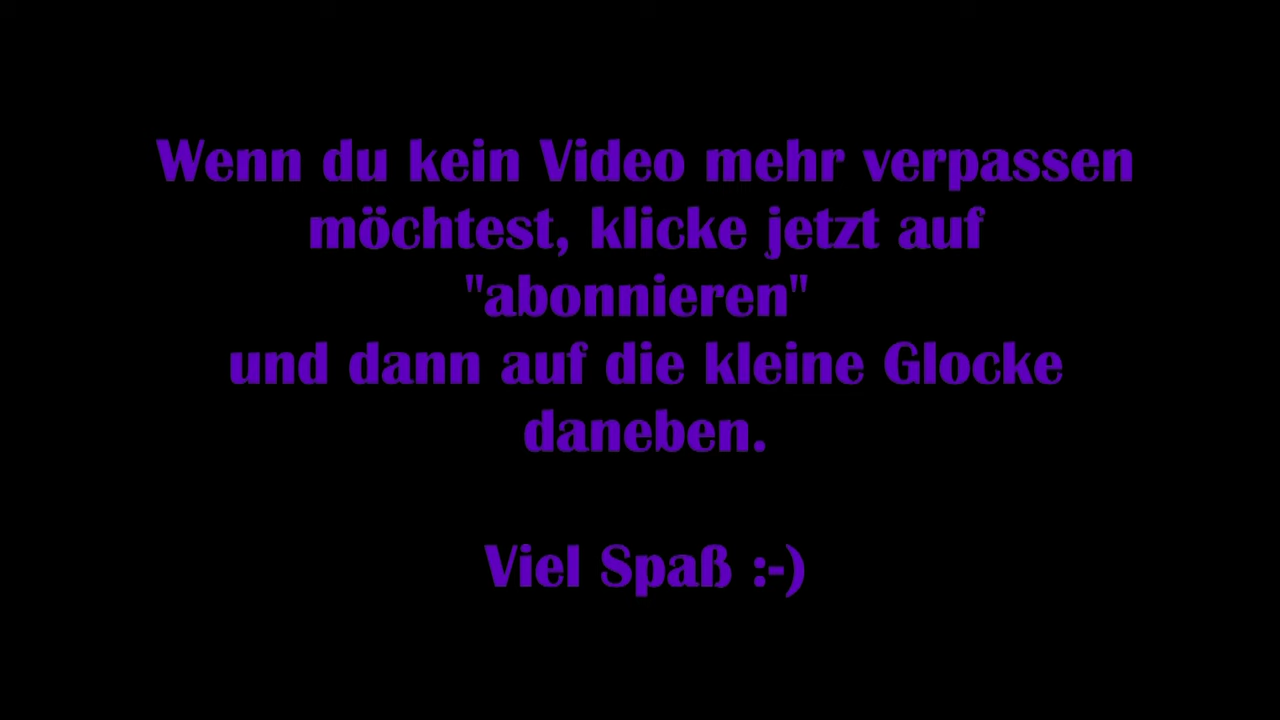 Wenn du kein Video mehr verpassen
möchtest, klicke jetzt auf
"abonnieren"
und dann auf die kleine Glocke
daneben.
Viel Spaß :-)